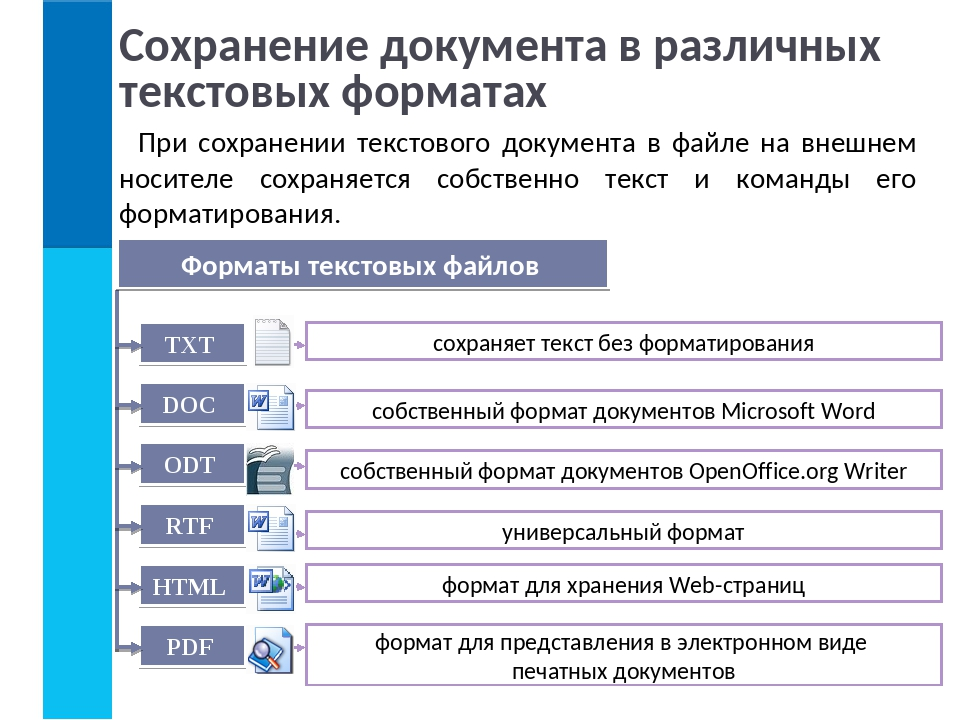 Сохранение документа в различных
текстовых форматах
При сохранении текстового документа в файле на внешнем
носителе сохраняется собственно текст и команды его
форматирования.
Форматы текстовых файлов
TXT
сохраняет текст без форматирования
DOC
собственный формат документов Microsoft Word
ODT
собственный формат документов OpenOffice.org Writer
RTF
универсальный формат
HTML
формат для хранения Web-страниц
PDF
формат для представления в электронном виде
печатных документов